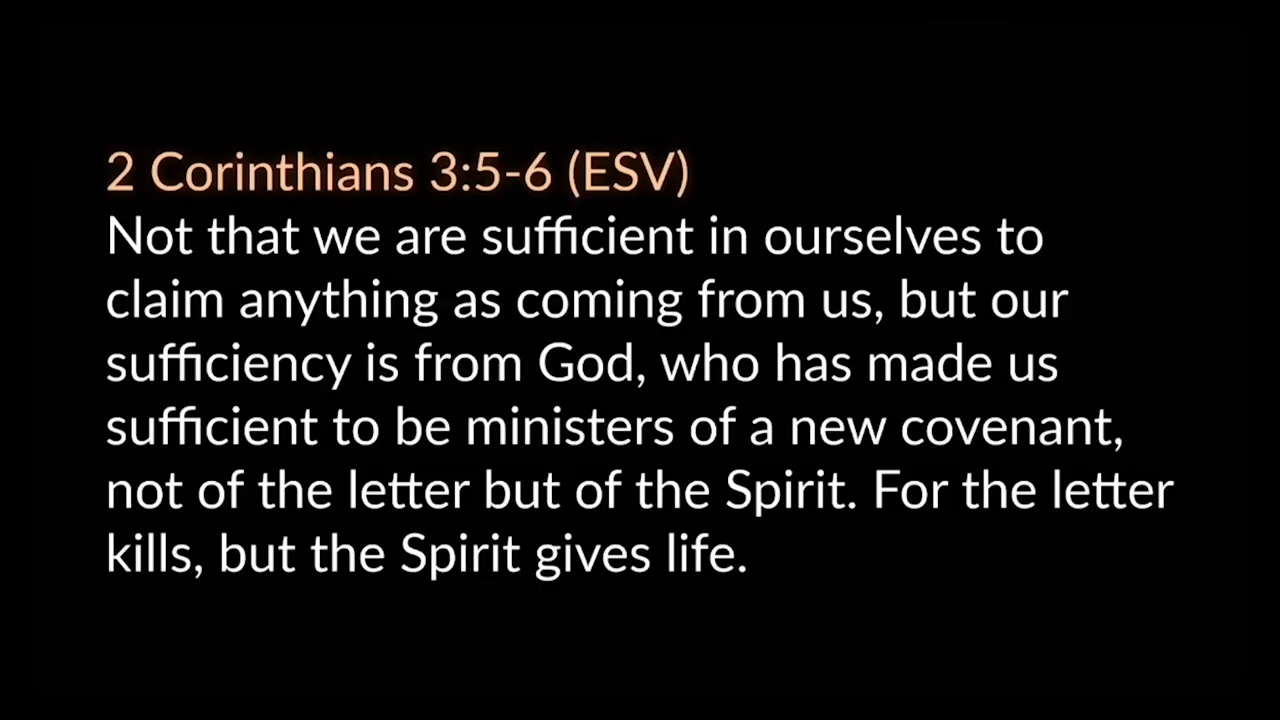 2 Corinthians 3:5-6 (ESV)
Not that we are sufficient in ourselves to
claim anything as coming from us, but our
sufficiency is from God, who has made us
sufficient to be ministers of a new covenant,
not of the letter but of the Spirit. For the letter
kills, but the Spirit gives life.